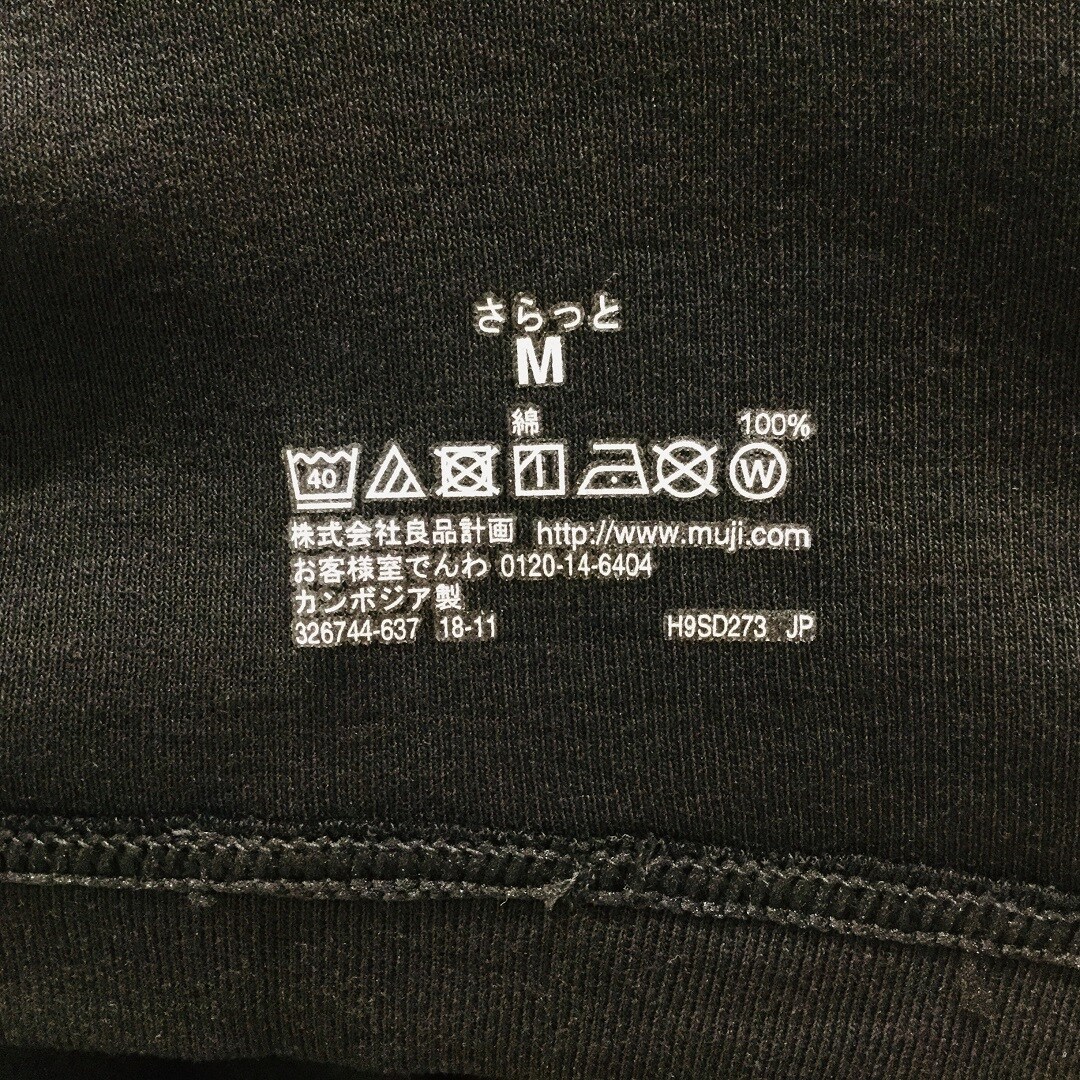 さらっと
M
綿 100%
40 W
株式会社良品計画 http://www.muji.com
お客様室でんわ 0120-14-6404
カンボジア製
326744-637 18-11 H9SD273 JP